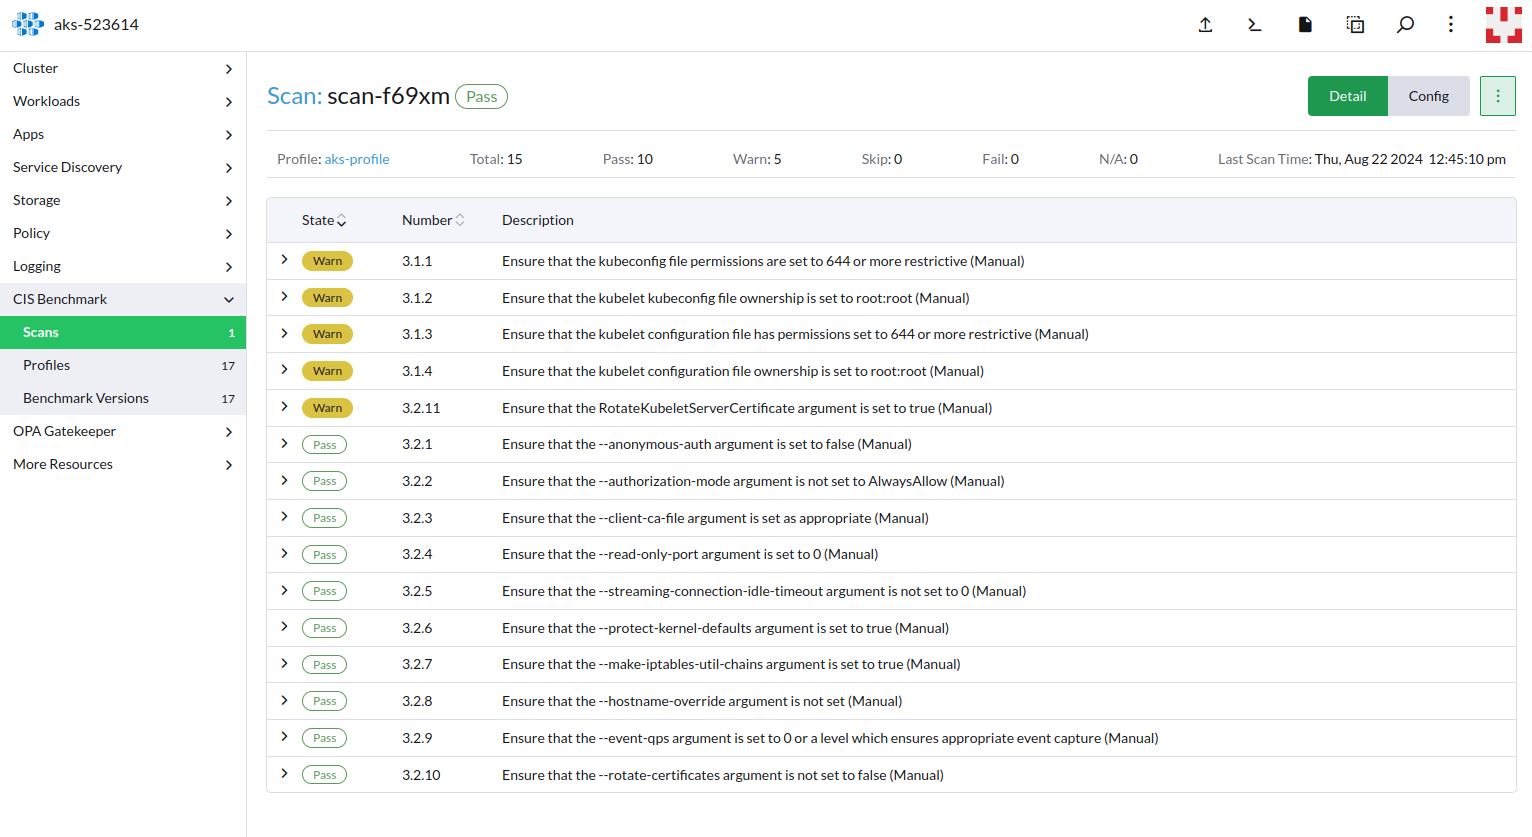 aks-523614
Cluster
Workloads
Apps
Service Discovery
Storage
Policy
Logging
CIS Benchmark
Scans 1
Profiles 17
Benchmark Versions 17
OPA Gatekeeper
More Resources
Scan: scan-f69xm Pass
Detail Config
Profile: aks-profile Total: 15 Pass: 10 Warn: 5 Skip: 0 Fail: 0 N/A: 0 Last Scan Time: Thu, Aug 22 2024 12:45:10 pm
State Number Description
Warn 3.1.1 Ensure that the kubeconfig file permissions are set to 644 or more restrictive (Manual)
Warn 3.1.2 Ensure that the kubelet kubeconfig file ownership is set to root:root (Manual)
Warn 3.1.3 Ensure that the kubelet configuration file has permissions set to 644 or more restrictive (Manual)
Warn 3.1.4 Ensure that the kubelet configuration file ownership is set to root:root (Manual)
Warn 3.2.11 Ensure that the RotateKubeletServerCertificate argument is set to true (Manual)
Pass 3.2.1 Ensure that the --anonymous-auth argument is set to false (Manual)
Pass 3.2.2 Ensure that the --authorization-mode argument is not set to AlwaysAllow (Manual)
Pass 3.2.3 Ensure that the --client-ca-file argument is set as appropriate (Manual)
Pass 3.2.4 Ensure that the --read-only-port argument is set to 0 (Manual)
Pass 3.2.5 Ensure that the --streaming-connection-idle-timeout argument is not set to 0 (Manual)
Pass 3.2.6 Ensure that the --protect-kernel-defaults argument is set to true (Manual)
Pass 3.2.7 Ensure that the --make-iptables-util-chains argument is set to true (Manual)
Pass 3.2.8 Ensure that the --hostname-override argument is not set (Manual)
Pass 3.2.9 Ensure that the --event-qps argument is set to 0 or a level which ensures appropriate event capture (Manual)
Pass 3.2.10 Ensure that the --rotate-certificates argument is not set to false (Manual)